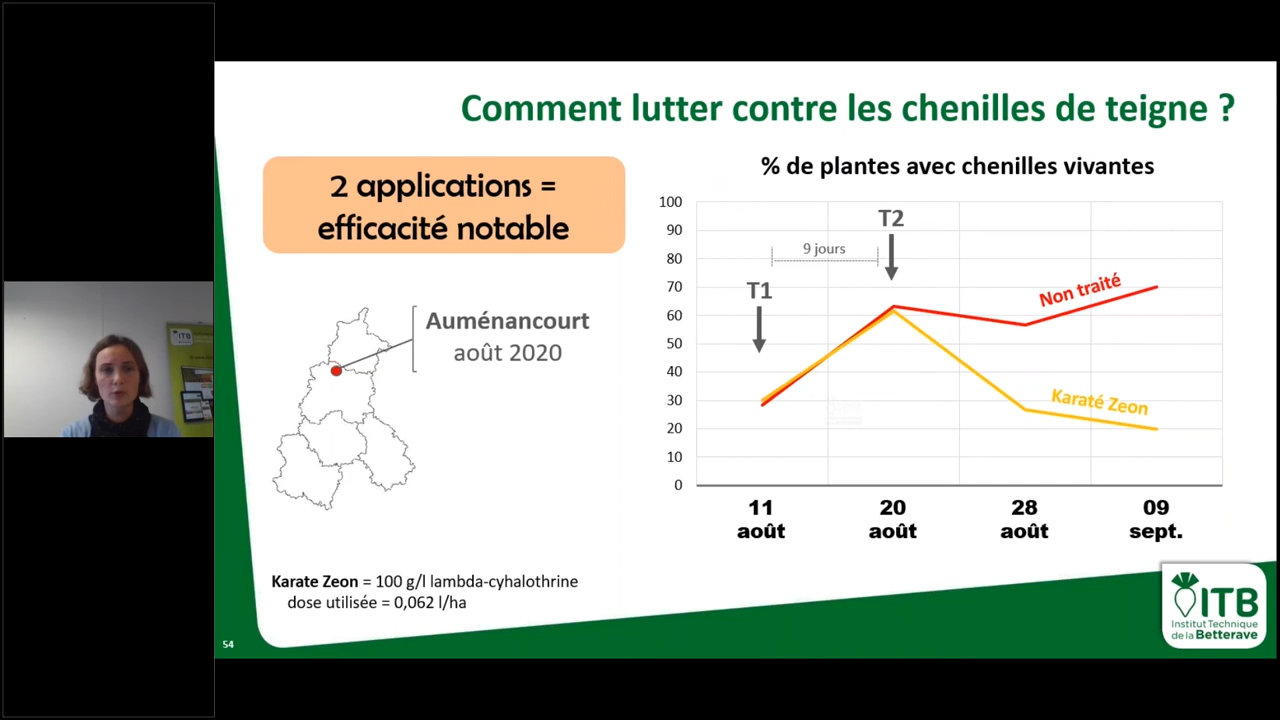 Comment lutter contre les chenilles de teigne ?
2 applications =
efficacité notable
Auménancourt
août 2020
Karate Zeon = 100 g/l lambda-cyhalothrine
dose utilisée = 0,062 l/ha
% de plantes avec chenilles vivantes
100
90
80
70
60
50
40
30
20
10
0
T1
9 jours
T2
Non traité
Karaté Zeon
11
août
20
août
28
août
09
sept.
54
ITB
Institut Technique
de la Betterave
ITB